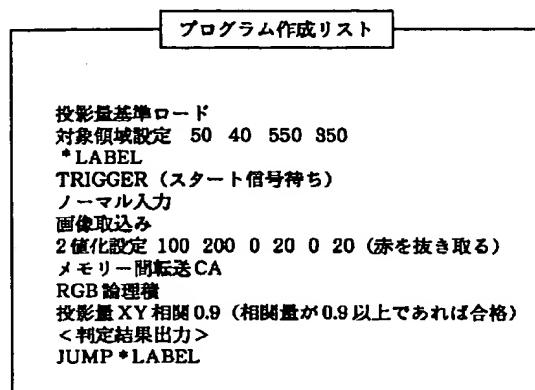 プログラム作成リスト
投影量基準ロード
対象領域設定 50 40 550 350
*LABEL
TRIGGER（スタート信号待ち）
ノーマル入力
画像取込み
2値化設定 100 200 0 20 0 20（赤を抜き取る）
メモリー間転送CA
RGB論理積
投影量XY相関0.9（相関量が0.9以上であれば合格）
＜判定結果出力＞
JUMP*LABEL